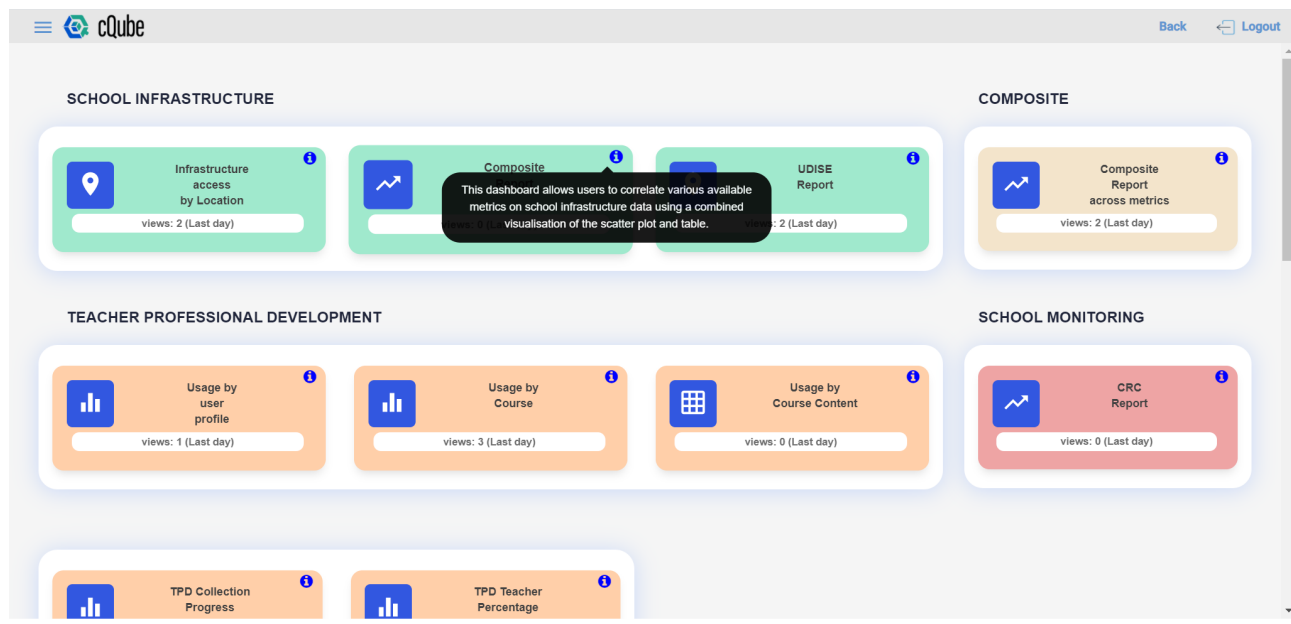 cQube
Back
Logout
SCHOOL INFRASTRUCTURE
COMPOSITE
Infrastructure
access
by Location
views: 2 (Last day)
Composite
This dashboard allows users to correlate various available
metrics on school infrastructure data using a combined
visualisation of the scatter plot and table.
UDISE
Report
views: 2 (Last day)
Composite
Report
across metrics
views: 2 (Last day)
TEACHER PROFESSIONAL DEVELOPMENT
SCHOOL MONITORING
Usage by
user
profile
views: 1 (Last day)
Usage by
Course
views: 3 (Last day)
Usage by
Course Content
views: 0 (Last day)
CRC
Report
views: 0 (Last day)
TPD Collection
Progress
TPD Teacher
Percentage